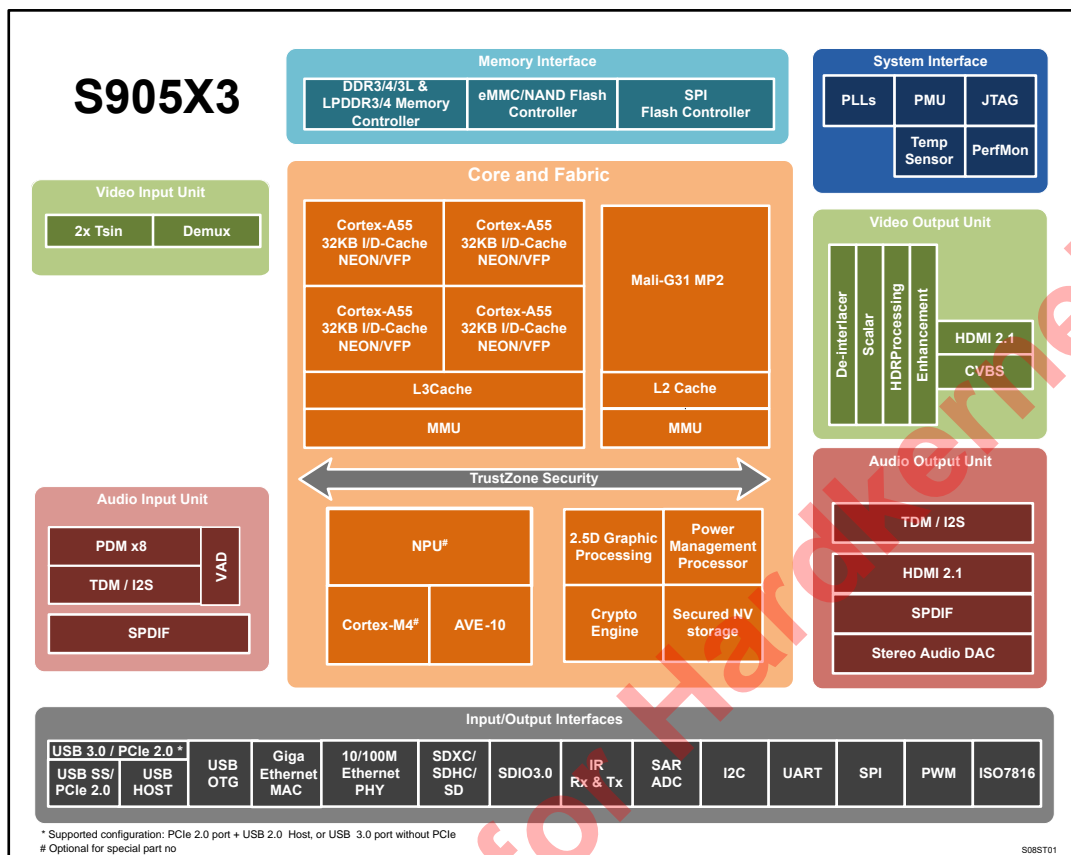 S905X3
Memory Interface
DDR3/4/3L &
LPDDR3/4 Memory
Controller
eMMC/NAND Flash
Controller
SPI
Flash Controller
System Interface
PLLs
PMU
JTAG
Temp
Sensor
PerfMon
Video Input Unit
2x Tsin
Demux
Core and Fabric
Cortex-A55
32KB I/D-Cache
NEON/VFP
Cortex-A55
32KB I/D-Cache
NEON/VFP
Cortex-A55
32KB I/D-Cache
NEON/VFP
Cortex-A55
32KB I/D-Cache
NEON/VFP
L3Cache
MMU
Mali-G31 MP2
L2 Cache
MMU
Video Output Unit
De-interlacer
Scalar
HDRProcessing
Enhancement
HDMI 2.1
CVBS
TrustZone Security
Audio Input Unit
PDM x8
TDM / I2S
VAD
SPDIF
NPU#
Cortex-M4#
AVE-10
2.5D Graphic
Processing
Power
Management
Processor
Crypto
Engine
Secured NV
storage
Audio Output Unit
TDM / I2S
HDMI 2.1
SPDIF
Stereo Audio DAC
Input/Output Interfaces
USB 3.0 / PCIe 2.0 *
USB SS/
PCIe 2.0
USB
HOST
USB
OTG
Giga
Ethernet
MAC
10/100M
Ethernet
PHY
SDXC/
SDHC/
SD
SDIO3.0
IR
Rx & Tx
SAR
ADC
I2C
UART
SPI
PWM
ISO7816
* Supported configuration: PCIe 2.0 port + USB 2.0 Host, or USB 3.0 port without PCIe
# Optional for special part no
S08ST01
for Hardkernel